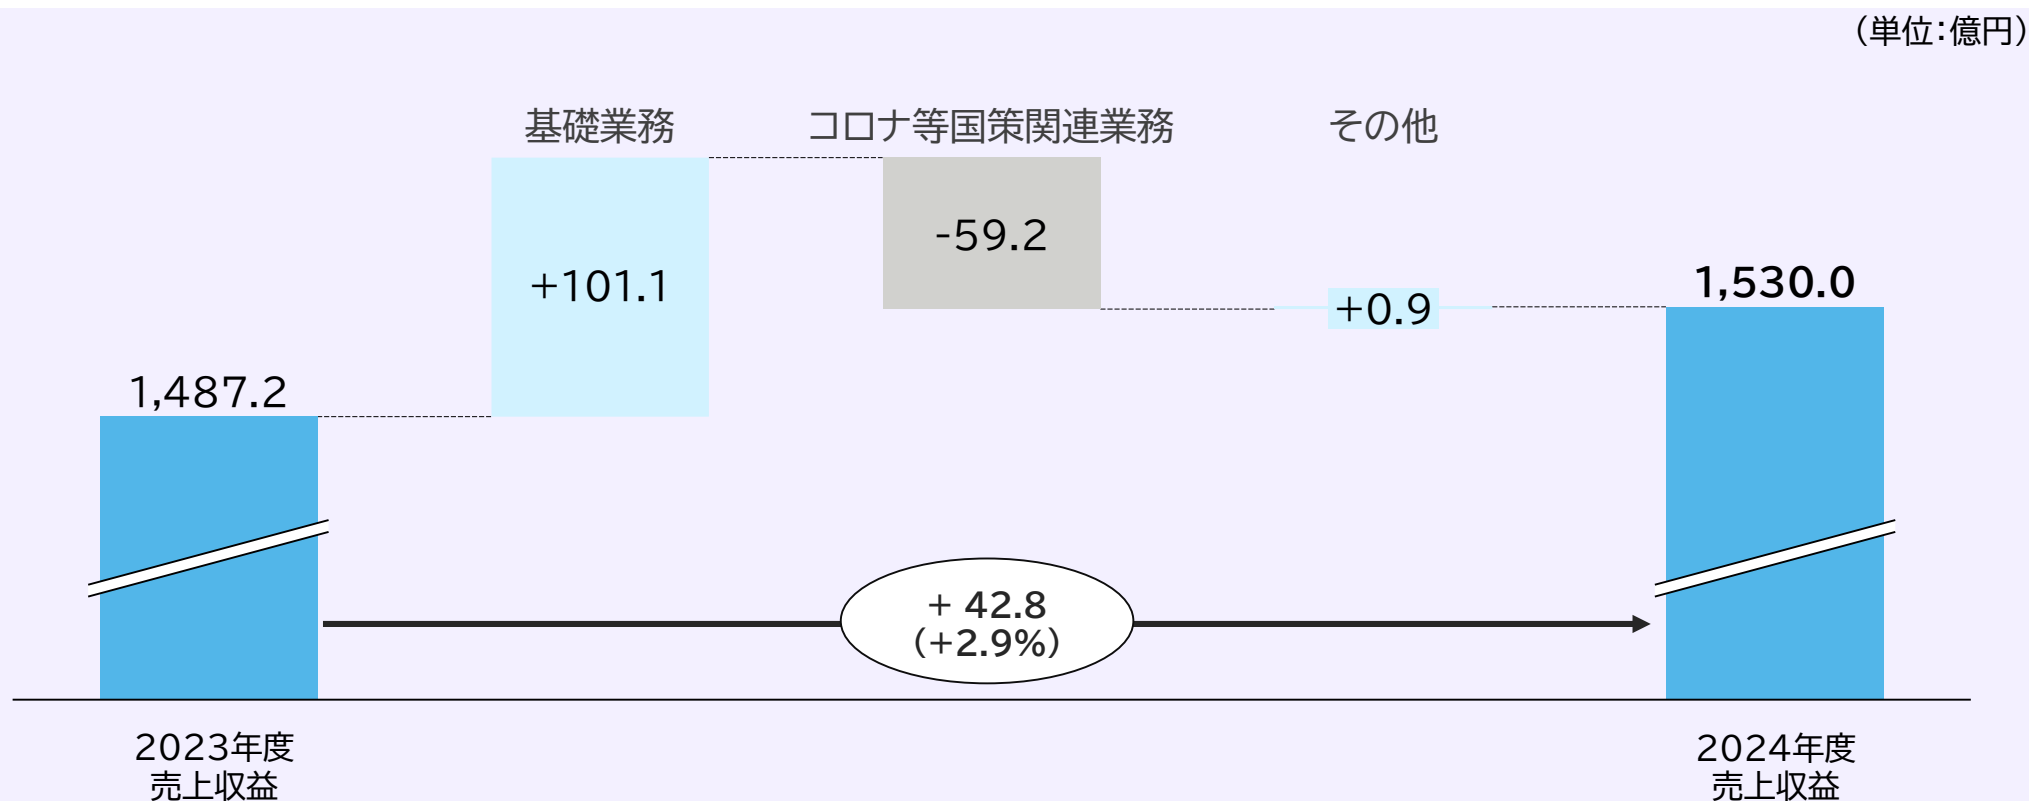 （単位：億円）
基礎業務
コロナ等国策関連業務
その他
+101.1
-59.2
+0.9
1,487.2
1,530.0
+ 42.8
(+2.9%)
2023年度
売上収益
2024年度
売上収益